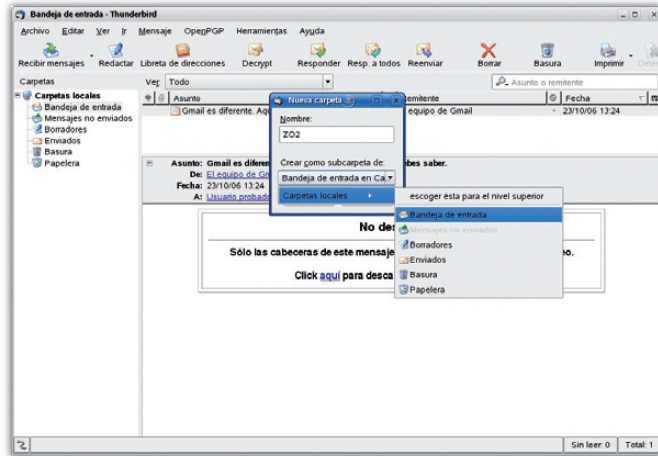 Bandeja de entrada - Thunderbird
Archivo Editar Ver Ir Mensaje OpenPGP Herramientas Ayuda
Recibir mensajes Redactar Libreta de direcciones Decrypt Responder Resp. a todos Reenviar Borrar Basura Imprimir
Carpetas
Ver: Todo
Asunto o remitente
Carpetas locales
Bandeja de entrada
Mensajes no enviados
Borradores
Enviados
Basura
Papelera
Asunto
Remitente
Fecha
Gmail es diferente.
equipo de Gmail
23/10/06 13:24
Nueva carpeta
Nombre:
ZO2
Crear como subcarpeta de:
Bandeja de entrada en Ca
Carpetas locales
escoger ésta para el nivel superior
Bandeja de entrada
Mensajes no enviados
Borradores
Enviados
Basura
Papelera
Asunto: Gmail es diferen
bes saber.
De: El equipo de Gm
Fecha: 23/10/06 13:24
A: Usuario probado
No des
Sólo las cabeceras de este mensaje
eo.
Click aquí para desca
Sin leer: 0 Total: 1